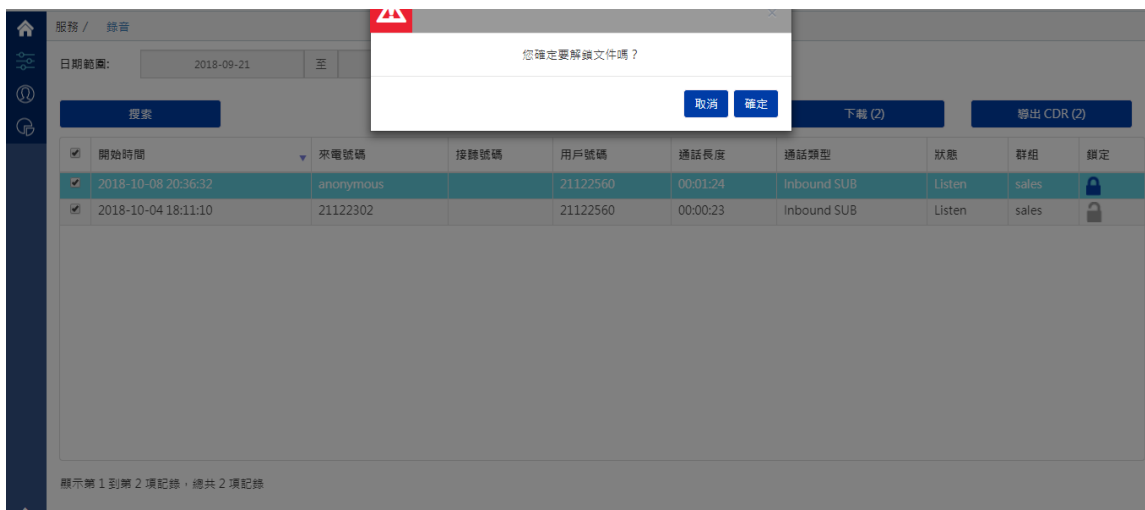 服務 / 錄音
您確定要解鎖文件嗎？
日期範圍: 2018-09-21 至
取消 確定
搜索 下載 (2) 導出 CDR (2)
開始時間 來電號碼 接聽號碼 用戶號碼 通話長度 通話類型 狀態 群組 鎖定
2018-10-08 20:36:32 anonymous 21122560 00:01:24 Inbound SUB Listen sales
2018-10-04 18:11:10 21122302 21122560 00:00:23 Inbound SUB Listen sales
顯示第 1 到第 2 項記錄，總共 2 項記錄